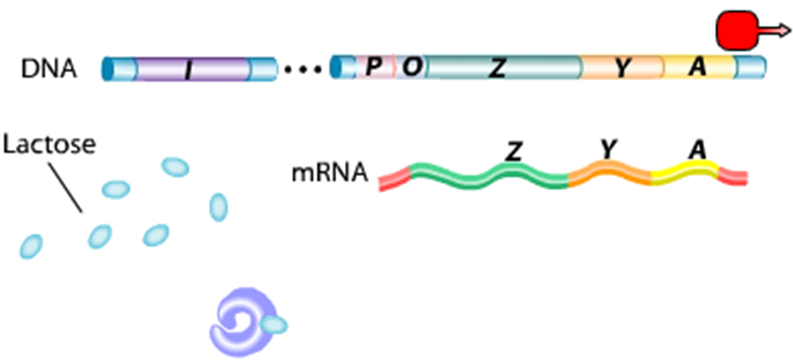 DNA I P O Z Y A
Lactose
mRNA Z Y A